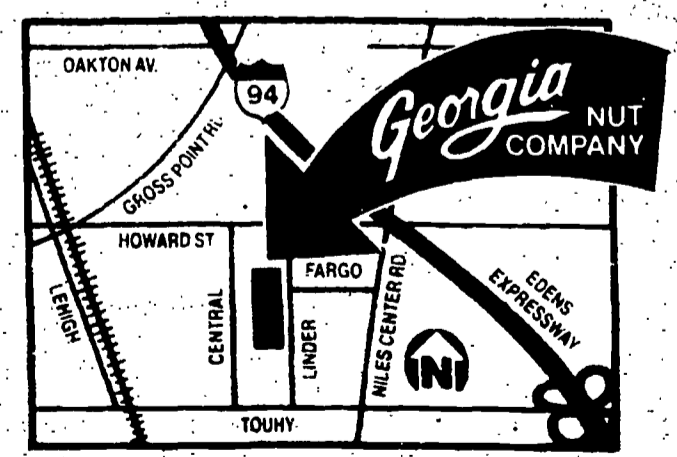 OAKTON AV.
94
Georgia
NUT
COMPANY
GROSS POINT Rd.
HOWARD ST
FARGO
EDENS
EXPRESSWAY
LEHIGH
CENTRAL
LINDER
NILES CENTER RD.
N
TOUHY